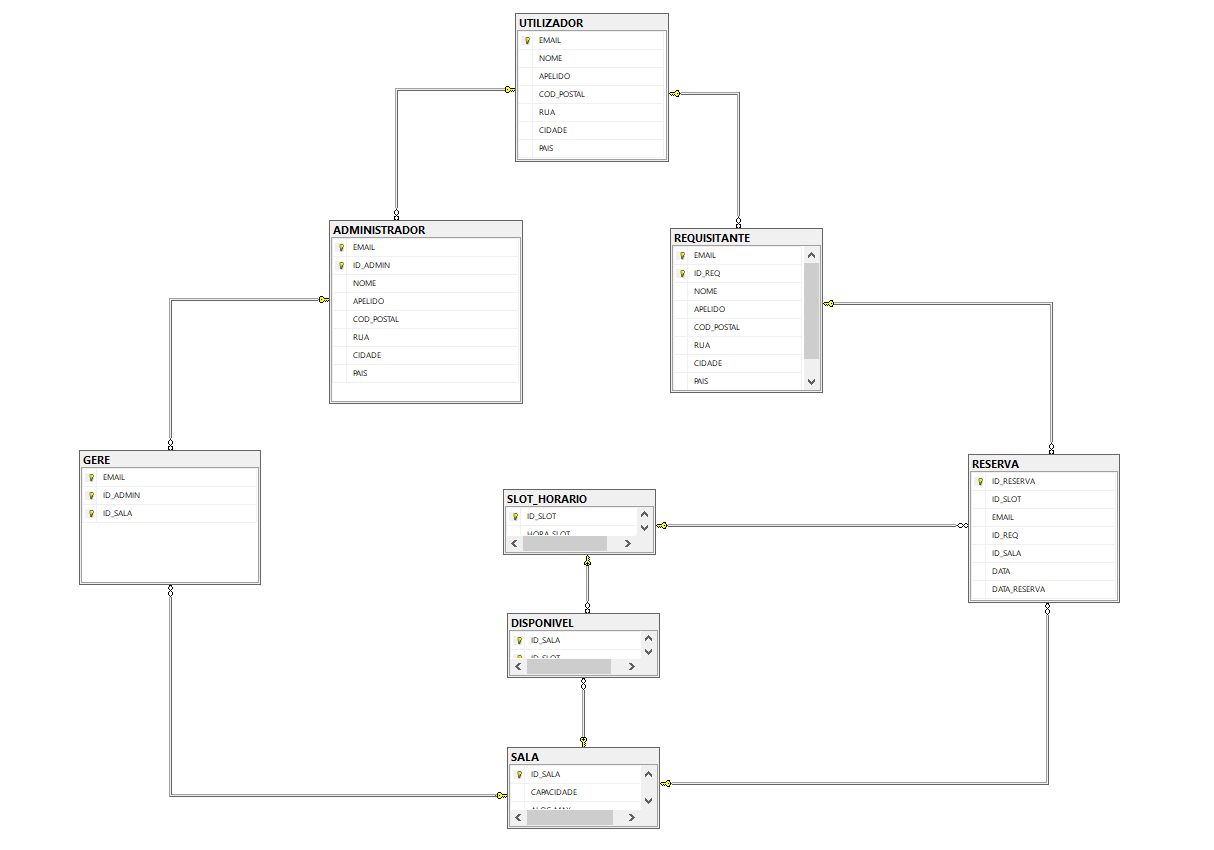 UTILIZADOR
EMAIL
NOME
APELIDO
COD_POSTAL
RUA
CIDADE
PAIS
ADMINISTRADOR
EMAIL
ID_ADMIN
NOME
APELIDO
COD_POSTAL
RUA
CIDADE
PAIS
REQUISITANTE
EMAIL
ID_REQ
NOME
APELIDO
COD_POSTAL
RUA
CIDADE
PAIS
GERE
EMAIL
ID_ADMIN
ID_SALA
SLOT_HORARIO
ID_SLOT
HORA_SLOT
RESERVA
ID_RESERVA
ID_SLOT
EMAIL
ID_REQ
ID_SALA
DATA
DATA_RESERVA
DISPONIVEL
ID_SALA
ID_SLOT
SALA
ID_SALA
CAPACIDADE